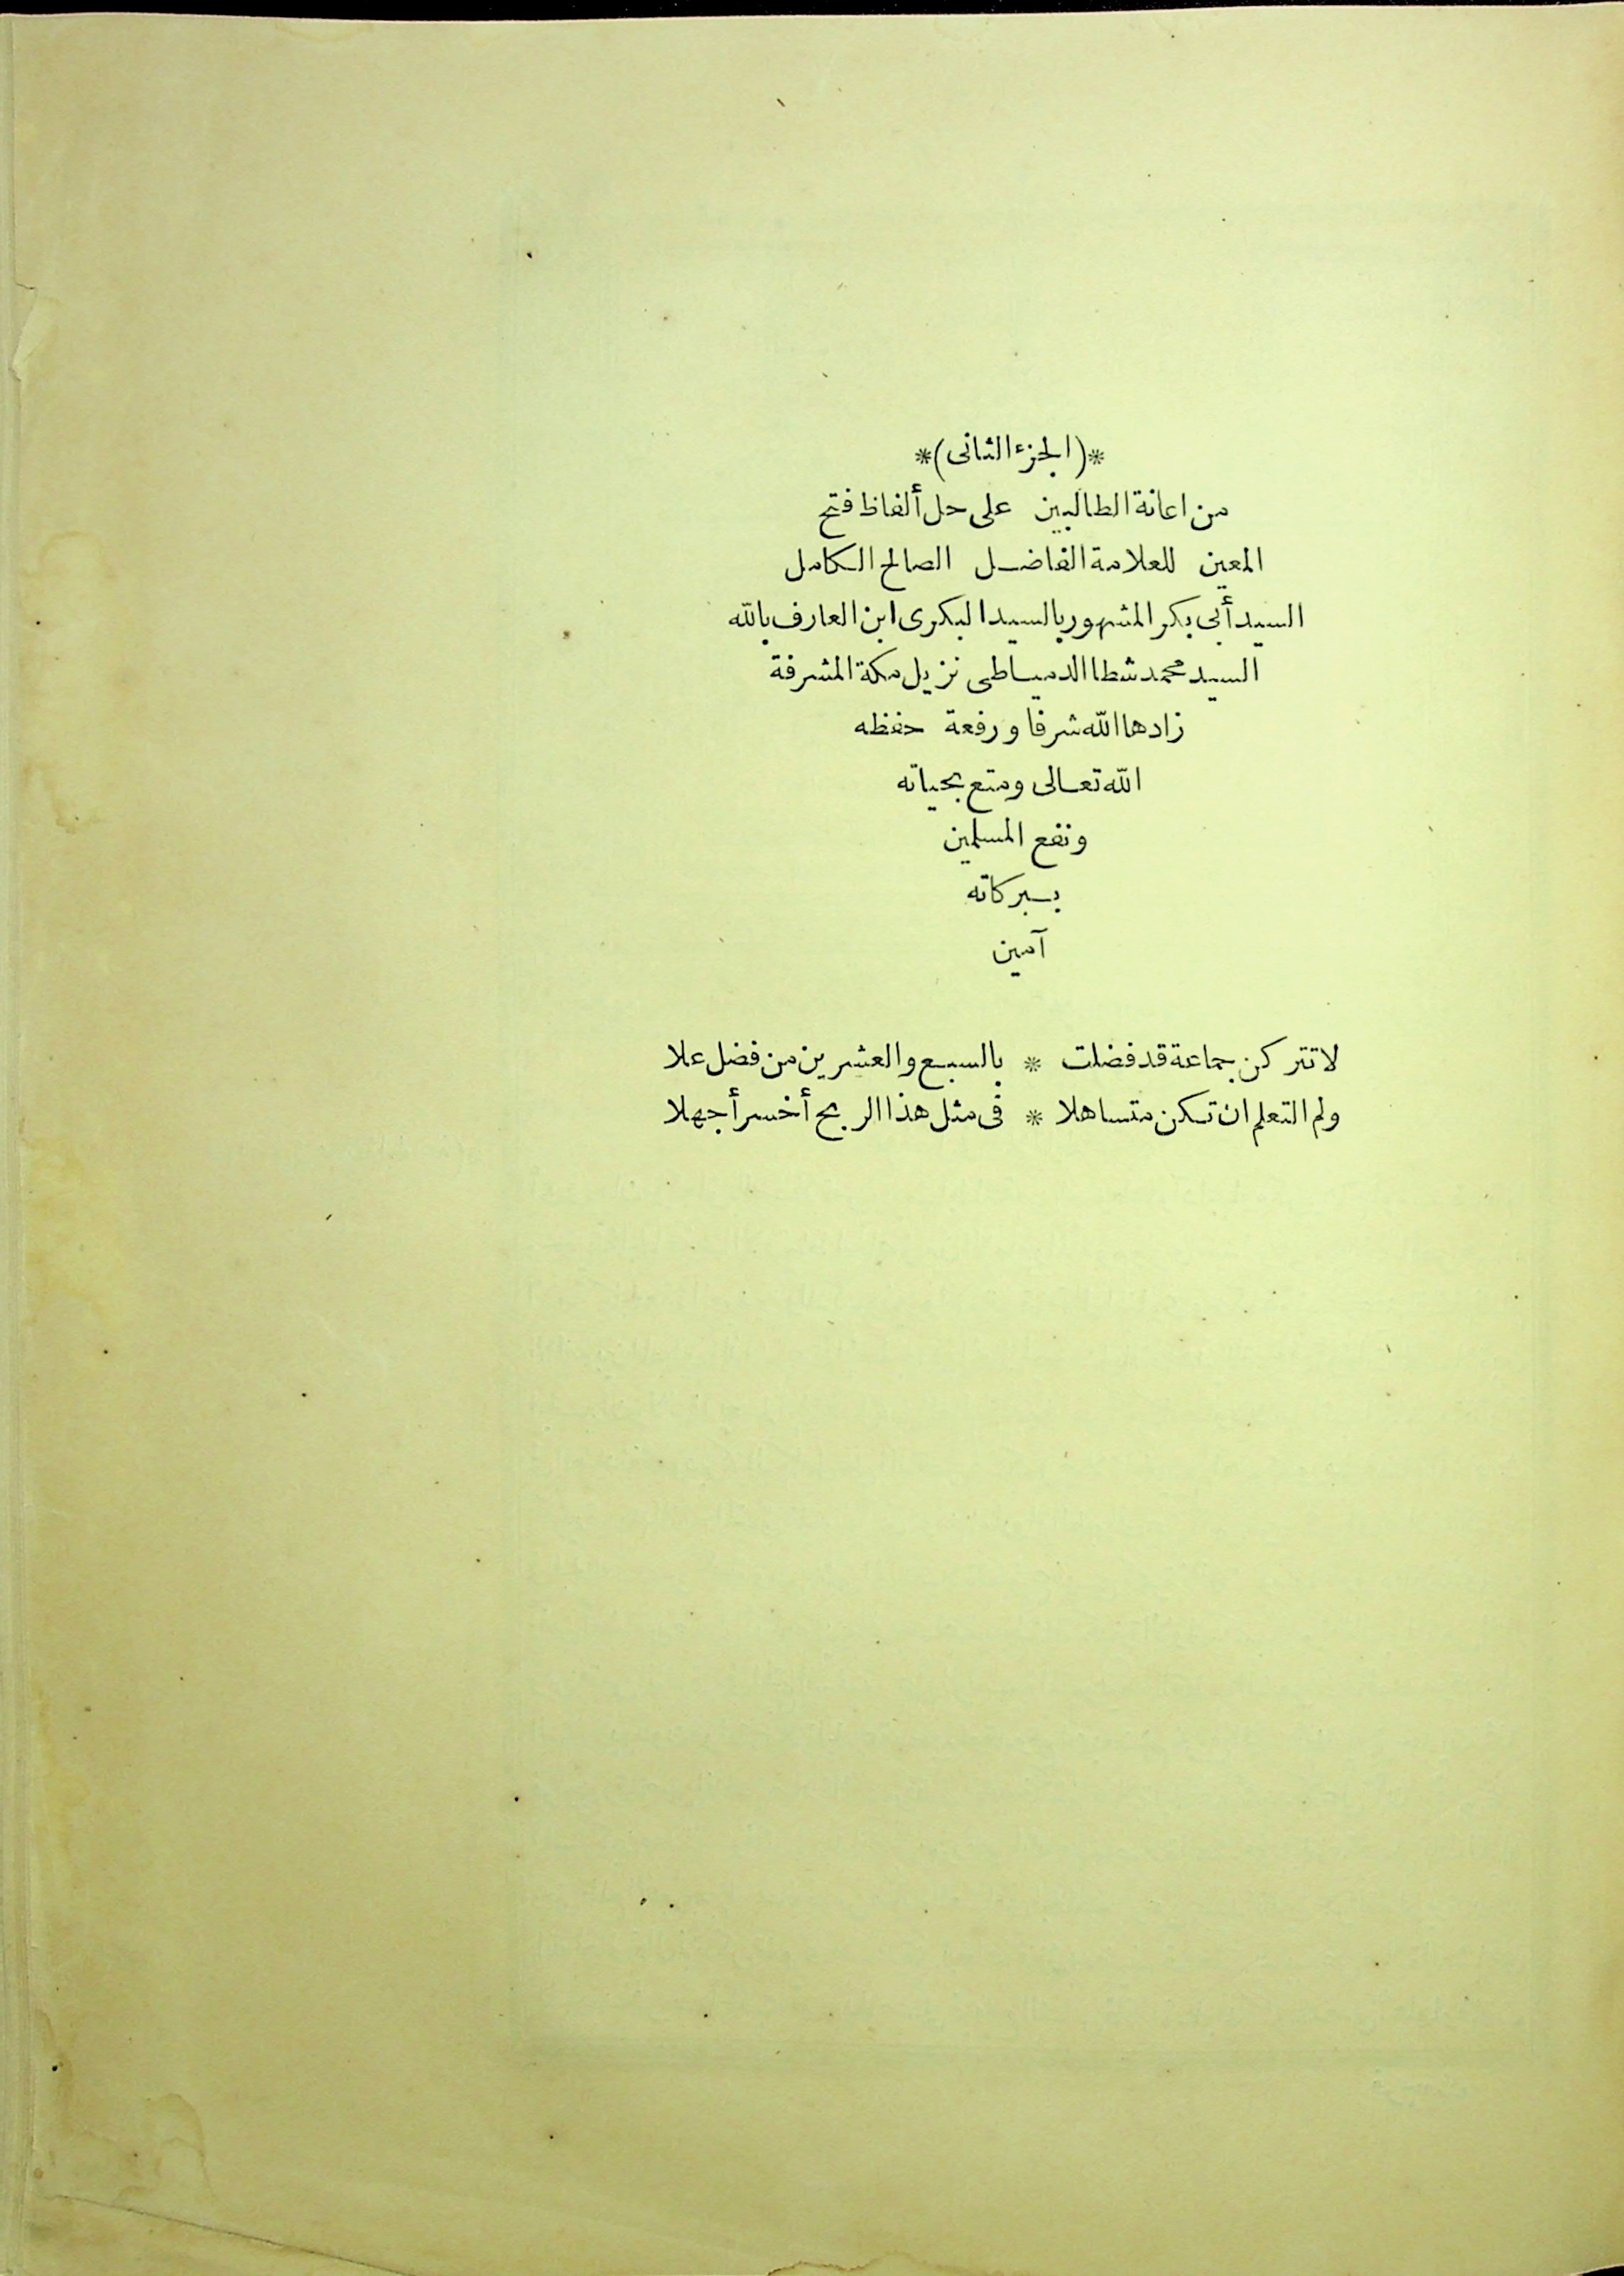 *(الجزء الثانى)*
من اعانة الطالبين على حل ألفاظ فتح
المعين للعلامة الفاضل الصالح الكامل
السيد أبى بكر المشهور بالسيد البكرى ابن العارف بالله
السيد محمد شطا الدمياطى نزيل مكة المشرفة
زادها الله شرفا ورفعة حفظه
الله تعالى ومتع بحياته
ونفع المسلمين
ببركاته
آمين
لا تتركن جماعة قد فضلت * بالسبع والعشرين من فضل علا
ولم التعلم ان تكن متساهلا * فى مثل هذا الربح أخسر أجهلا